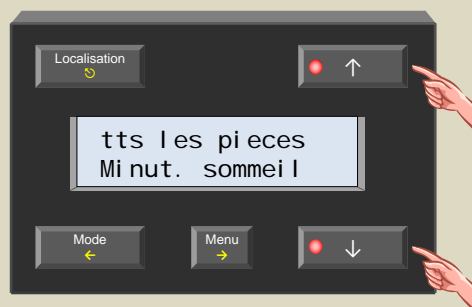 Localisation
tts les pieces
Minut. sommeil
Mode
Menu